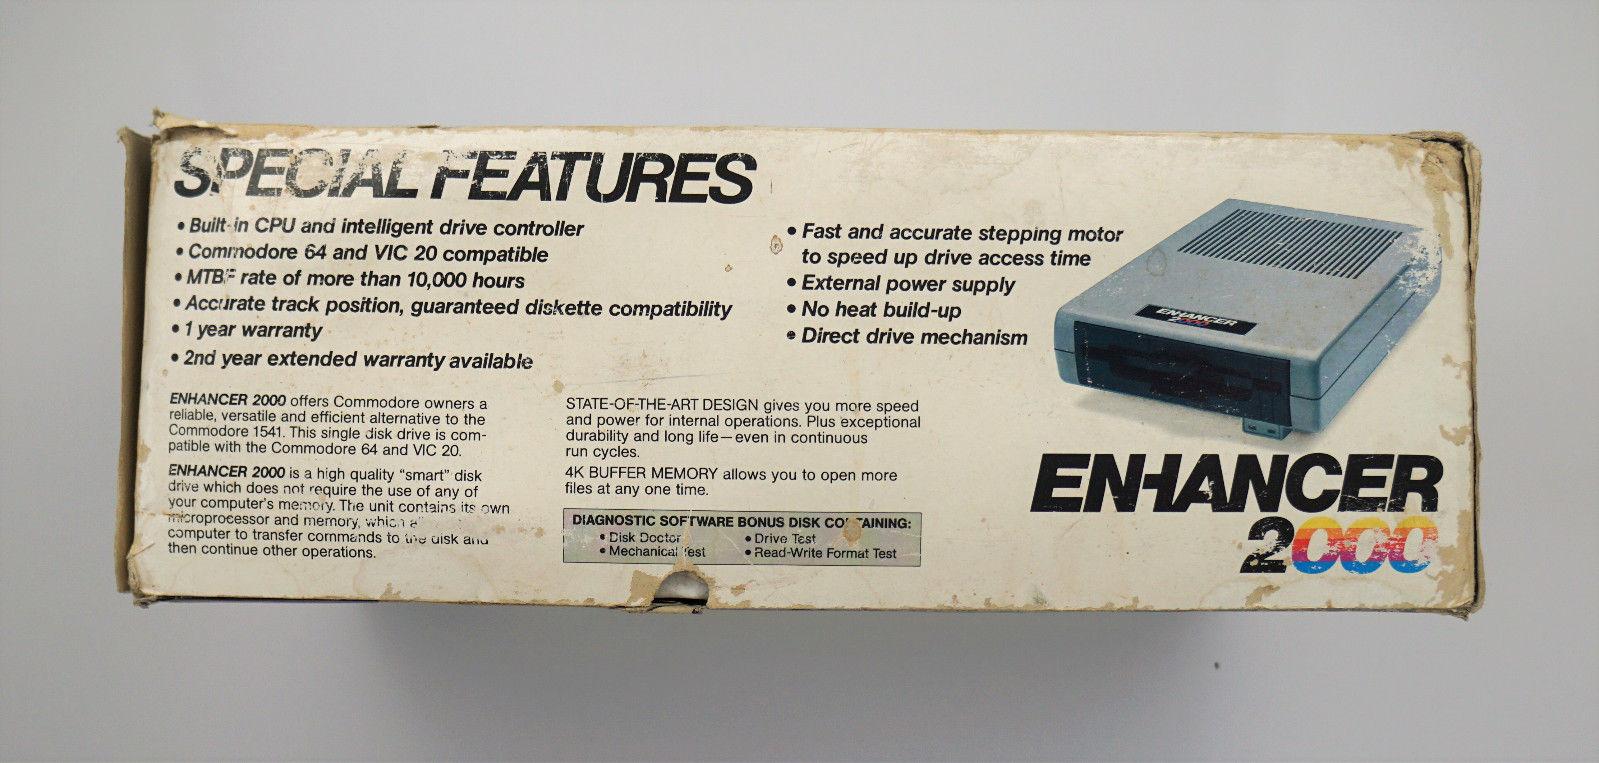 SPECIAL FEATURES
• Built-in CPU and intelligent drive controller
• Commodore 64 and VIC 20 compatible
• MTBF rate of more than 10,000 hours
• Accurate track position, guaranteed diskette compatibility
• 1 year warranty
• 2nd year extended warranty available
• Fast and accurate stepping motor
to speed up drive access time
• External power supply
• No heat build-up
• Direct drive mechanism
ENHANCER 2000 offers Commodore owners a
reliable, versatile and efficient alternative to the
Commodore 1541. This single disk drive is com-
patible with the Commodore 64 and VIC 20.
ENHANCER 2000 is a high quality “smart” disk
drive which does not require the use of any of
your computer's memory. The unit contains its own
microprocessor and memory, which
computer to transfer commands to the disk and
then continue other operations.
STATE-OF-THE-ART DESIGN gives you more speed
and power for internal operations. Plus exceptional
durability and long life—even in continuous
run cycles.
4K BUFFER MEMORY allows you to open more
files at any one time.
DIAGNOSTIC SOFTWARE BONUS DISK CONTAINING:
• Disk Doctor
• Mechanical Test
• Drive Test
• Read-Write Format Test
ENHANCER
2000
ENHANCER
2000